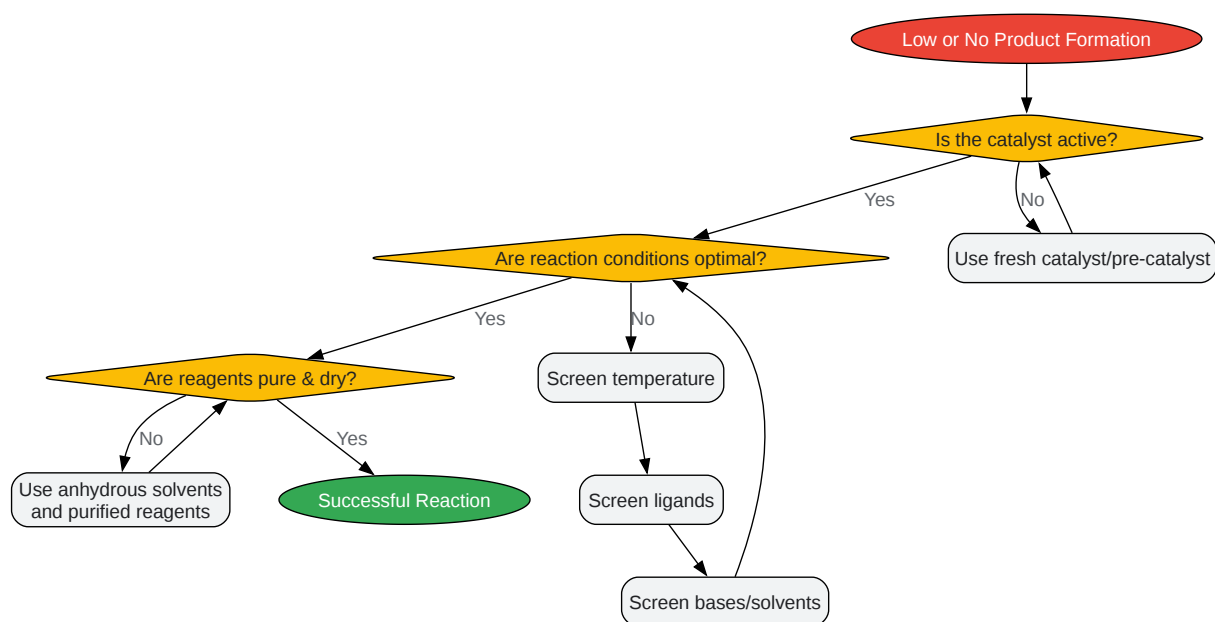 Low or No Product Formation
Is the catalyst active?
Yes
No
Use fresh catalyst/pre-catalyst
Are reaction conditions optimal?
Yes
No
Are reagents pure & dry?
Screen temperature
No
Yes
Use anhydrous solvents
and purified reagents
Successful Reaction
Screen ligands
Screen bases/solvents